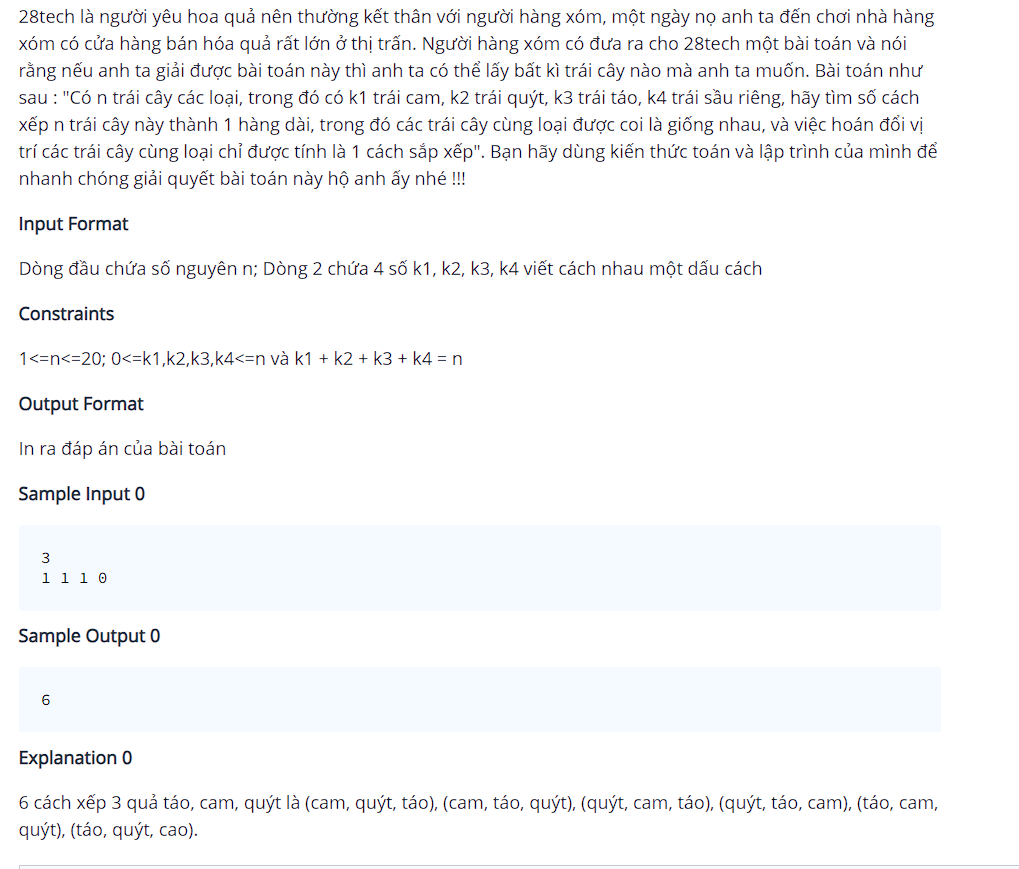 28tech là người yêu hoa quả nên thường kết thân với người hàng xóm, một ngày nọ anh ta đến chơi nhà hàng
xóm có cửa hàng bán hóa quả rất lớn ở thị trấn. Người hàng xóm có đưa ra cho 28tech một bài toán và nói
rằng nếu anh ta giải được bài toán này thì anh ta có thể lấy bất kì trái cây nào mà anh ta muốn. Bài toán như
sau : "Có n trái cây các loại, trong đó có k1 trái cam, k2 trái quýt, k3 trái táo, k4 trái sầu riêng, hãy tìm số cách
xếp n trái cây này thành 1 hàng dài, trong đó các trái cây cùng loại được coi là giống nhau, và việc hoán đổi vị
trí các trái cây cùng loại chỉ được tính là 1 cách sắp xếp". Bạn hãy dùng kiến thức toán và lập trình của mình để
nhanh chóng giải quyết bài toán này hộ anh ấy nhé !!!
Input Format
Dòng đầu chứa số nguyên n; Dòng 2 chứa 4 số k1, k2, k3, k4 viết cách nhau một dấu cách
Constraints
1<=n<=20; 0<=k1,k2,k3,k4<=n và k1 + k2 + k3 + k4 = n
Output Format
In ra đáp án của bài toán
Sample Input 0
3
1 1 1 0
Sample Output 0
6
Explanation 0
6 cách xếp 3 quả táo, cam, quýt là (cam, quýt, táo), (cam, táo, quýt), (quýt, cam, táo), (quýt, táo, cam), (táo, cam,
quýt), (táo, quýt, cao).